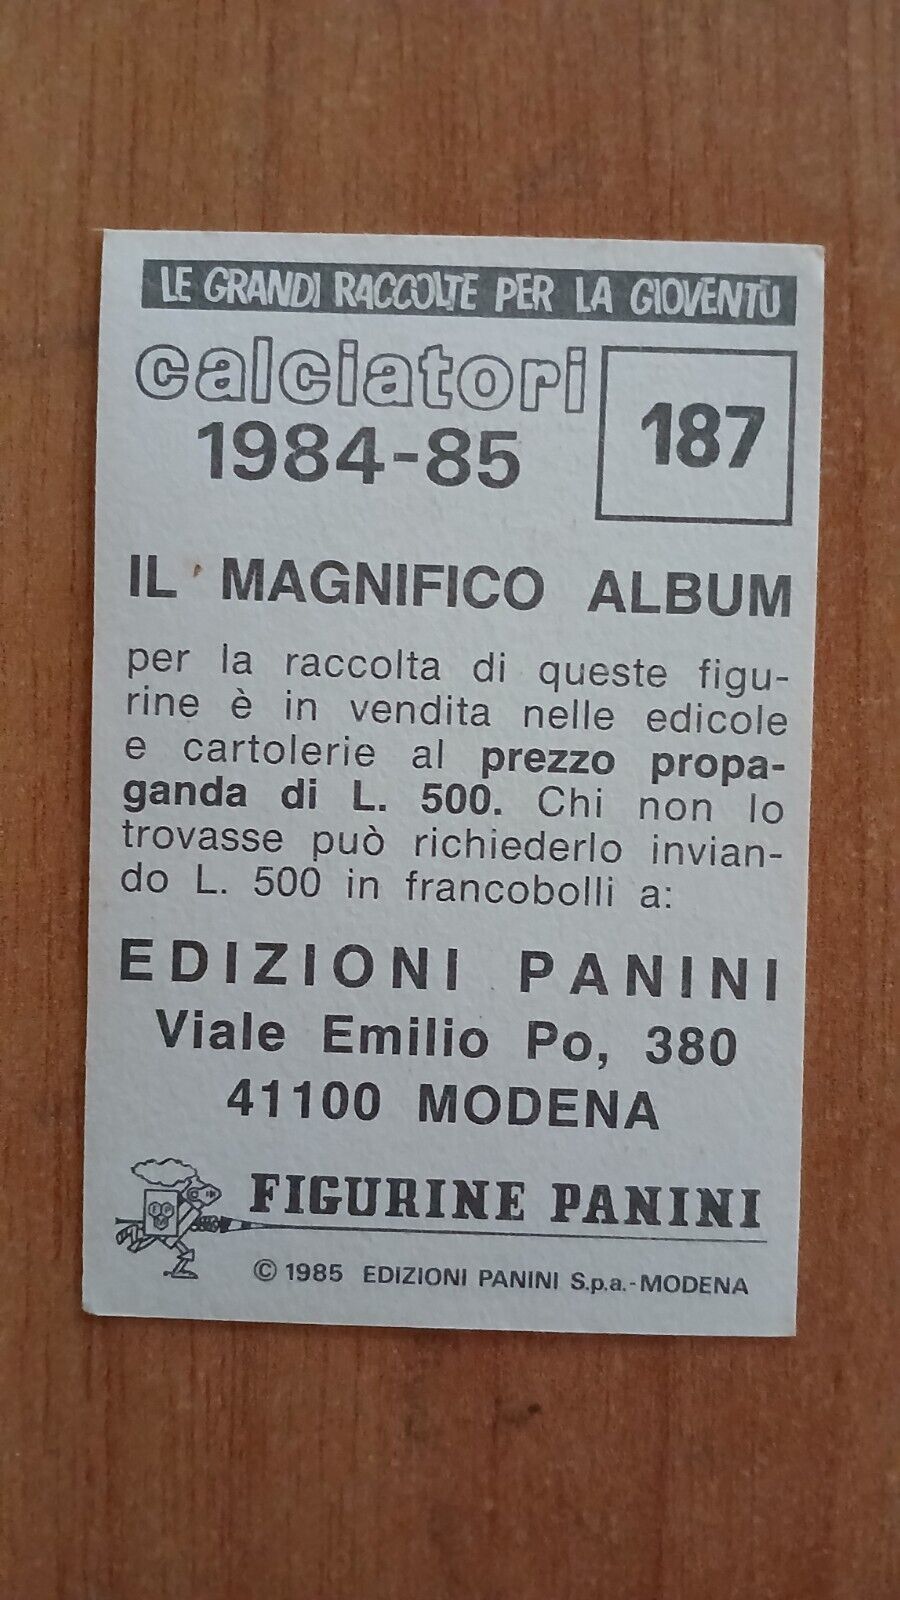 LE GRANDI RACCOLTE PER LA GIOVENTÙ
calciatori
1984-85
187
IL MAGNIFICO ALBUM
per la raccolta di queste figu-
rine è in vendita nelle edicole
e cartolerie al prezzo propa-
ganda di L. 500. Chi non lo
trovasse può richiederlo invian-
do L. 500 in francobolli a:
EDIZIONI PANINI
Viale Emilio Po, 380
41100 MODENA
FIGURINE PANINI
© 1985 EDIZIONI PANINI S.p.a.-MODENA